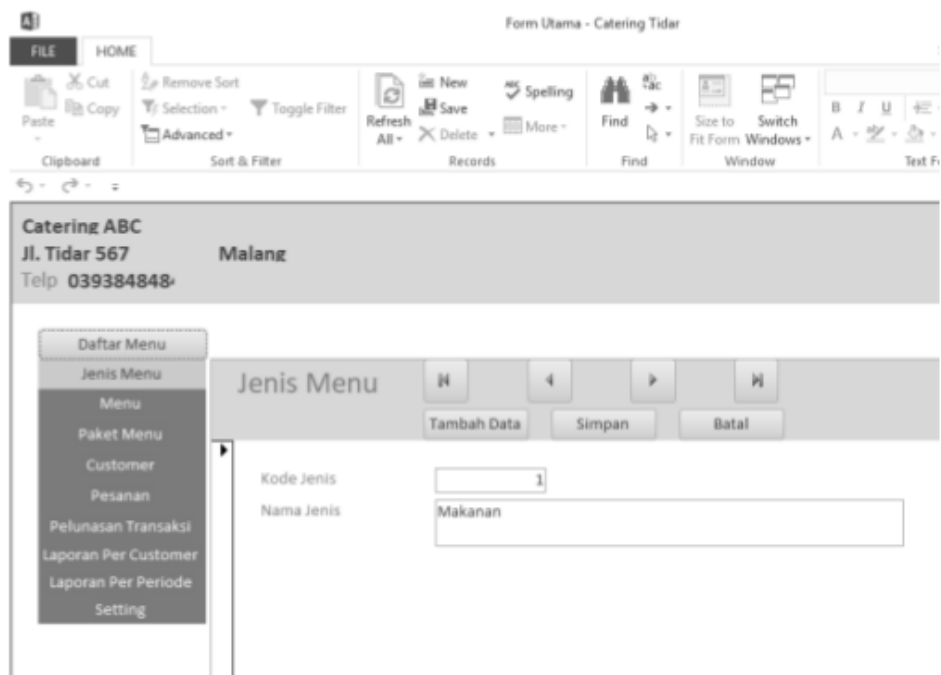 Form Utama - Catering Tidar
FILE HOME
Cut
Copy
Paste
Clipboard
Remove Sort
Selection
Toggle Filter
Advanced
Sort & Filter
Refresh All
New
Save
Delete
Spelling
More
Records
Find
Find
Size to Fit Form
Switch Windows
Window
B I U
A
Catering ABC
Jl. Tidar 567 Malang
Telp 039384848
Daftar Menu
Jenis Menu
Menu
Paket Menu
Customer
Pesanan
Pelunasan Transaksi
Laporan Per Customer
Laporan Per Periode
Setting
Jenis Menu
Tambah Data Simpan Batal
Kode Jenis 1
Nama Jenis Makanan